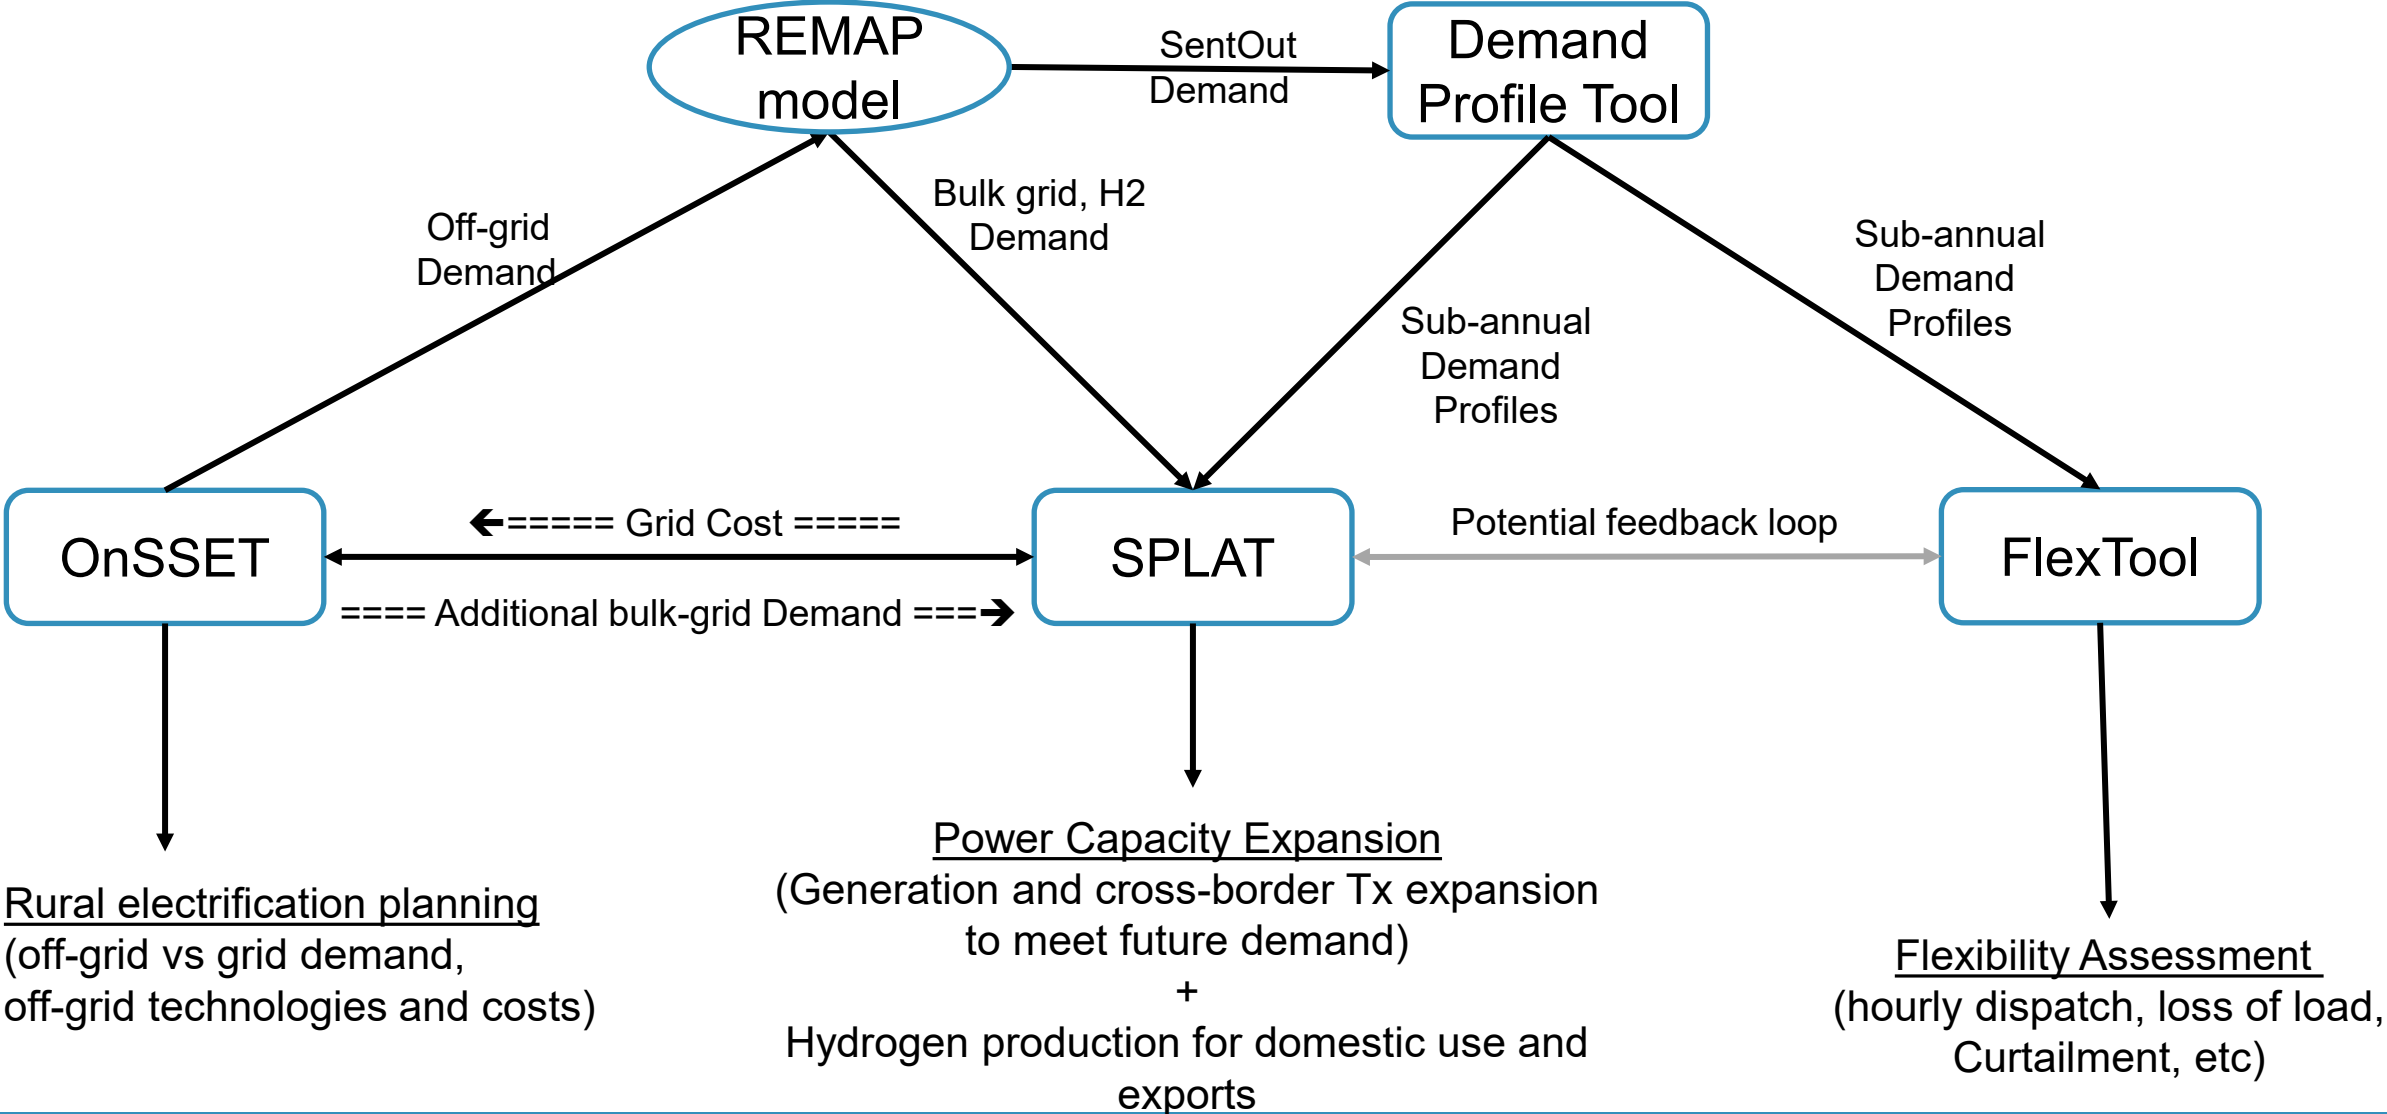 REMAP
model
SentOut
Demand
Demand
Profile Tool
Off-grid
Demand
Bulk grid, H2
Demand
Sub-annual
Demand
Profiles
Sub-annual
Demand
Profiles
OnSSET
🡸===== Grid Cost =====
==== Additional bulk-grid Demand ===🡺
SPLAT
Potential feedback loop
FlexTool
Rural electrification planning
(off-grid vs grid demand,
off-grid technologies and costs)
Power Capacity Expansion
(Generation and cross-border Tx expansion
to meet future demand)
+
Hydrogen production for domestic use and
exports
Flexibility Assessment
(hourly dispatch, loss of load,
Curtailment, etc)